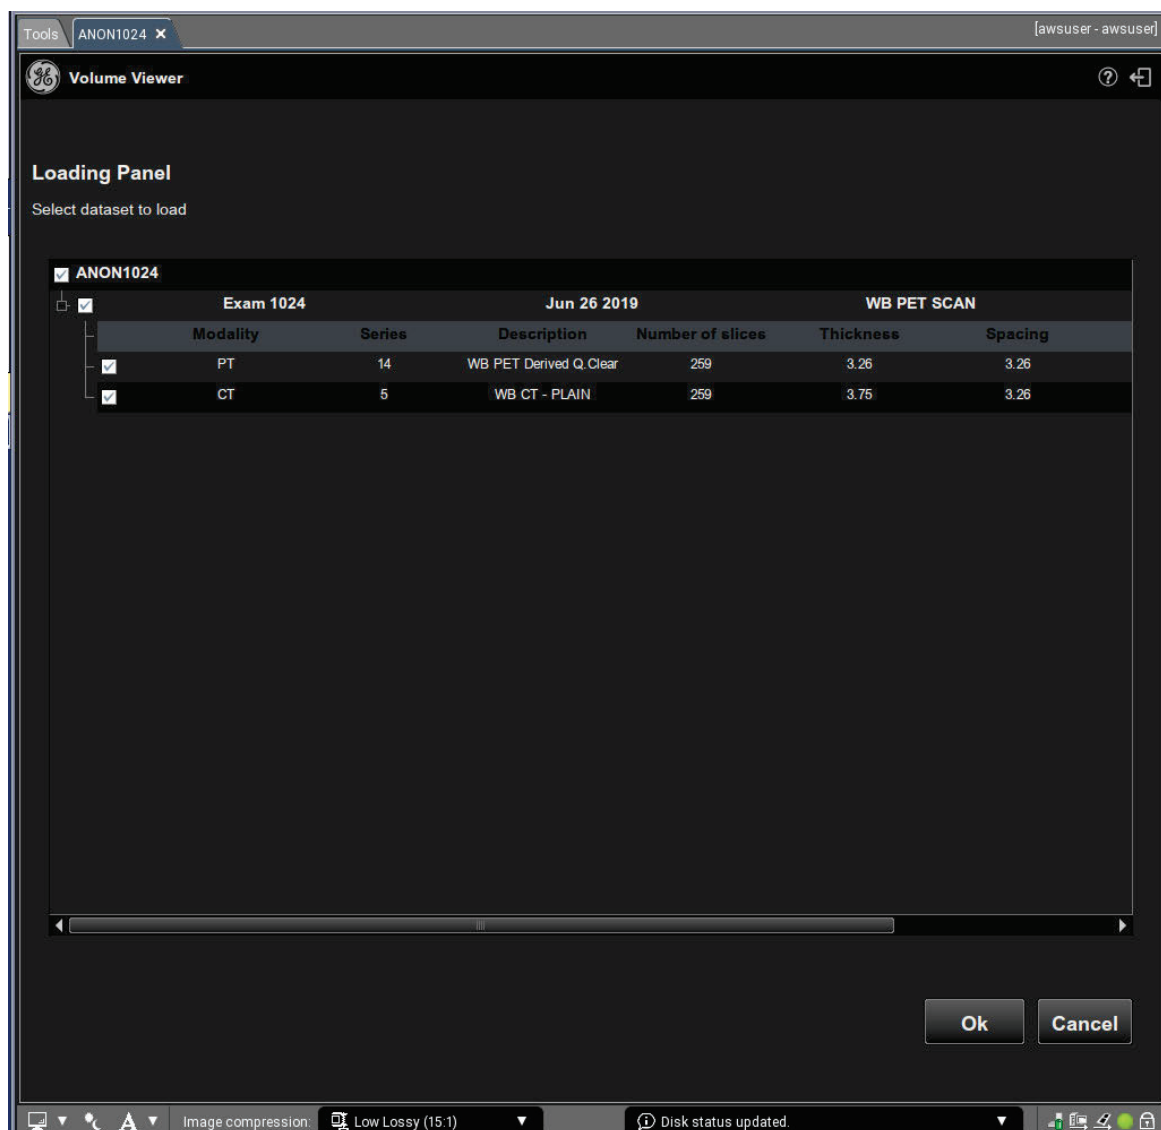 Tools ANON1024 × [awsuser - awsuser]
Volume Viewer
Loading Panel
Select dataset to load
ANON1024
Exam 1024 Jun 26 2019 WB PET SCAN
Modality Series Description Number of slices Thickness Spacing
PT 14 WB PET Derived Q.Clear 259 3.26 3.26
CT 5 WB CT - PLAIN 259 3.75 3.26
Ok Cancel
A Image compression: Low Lossy (15:1) Disk status updated.